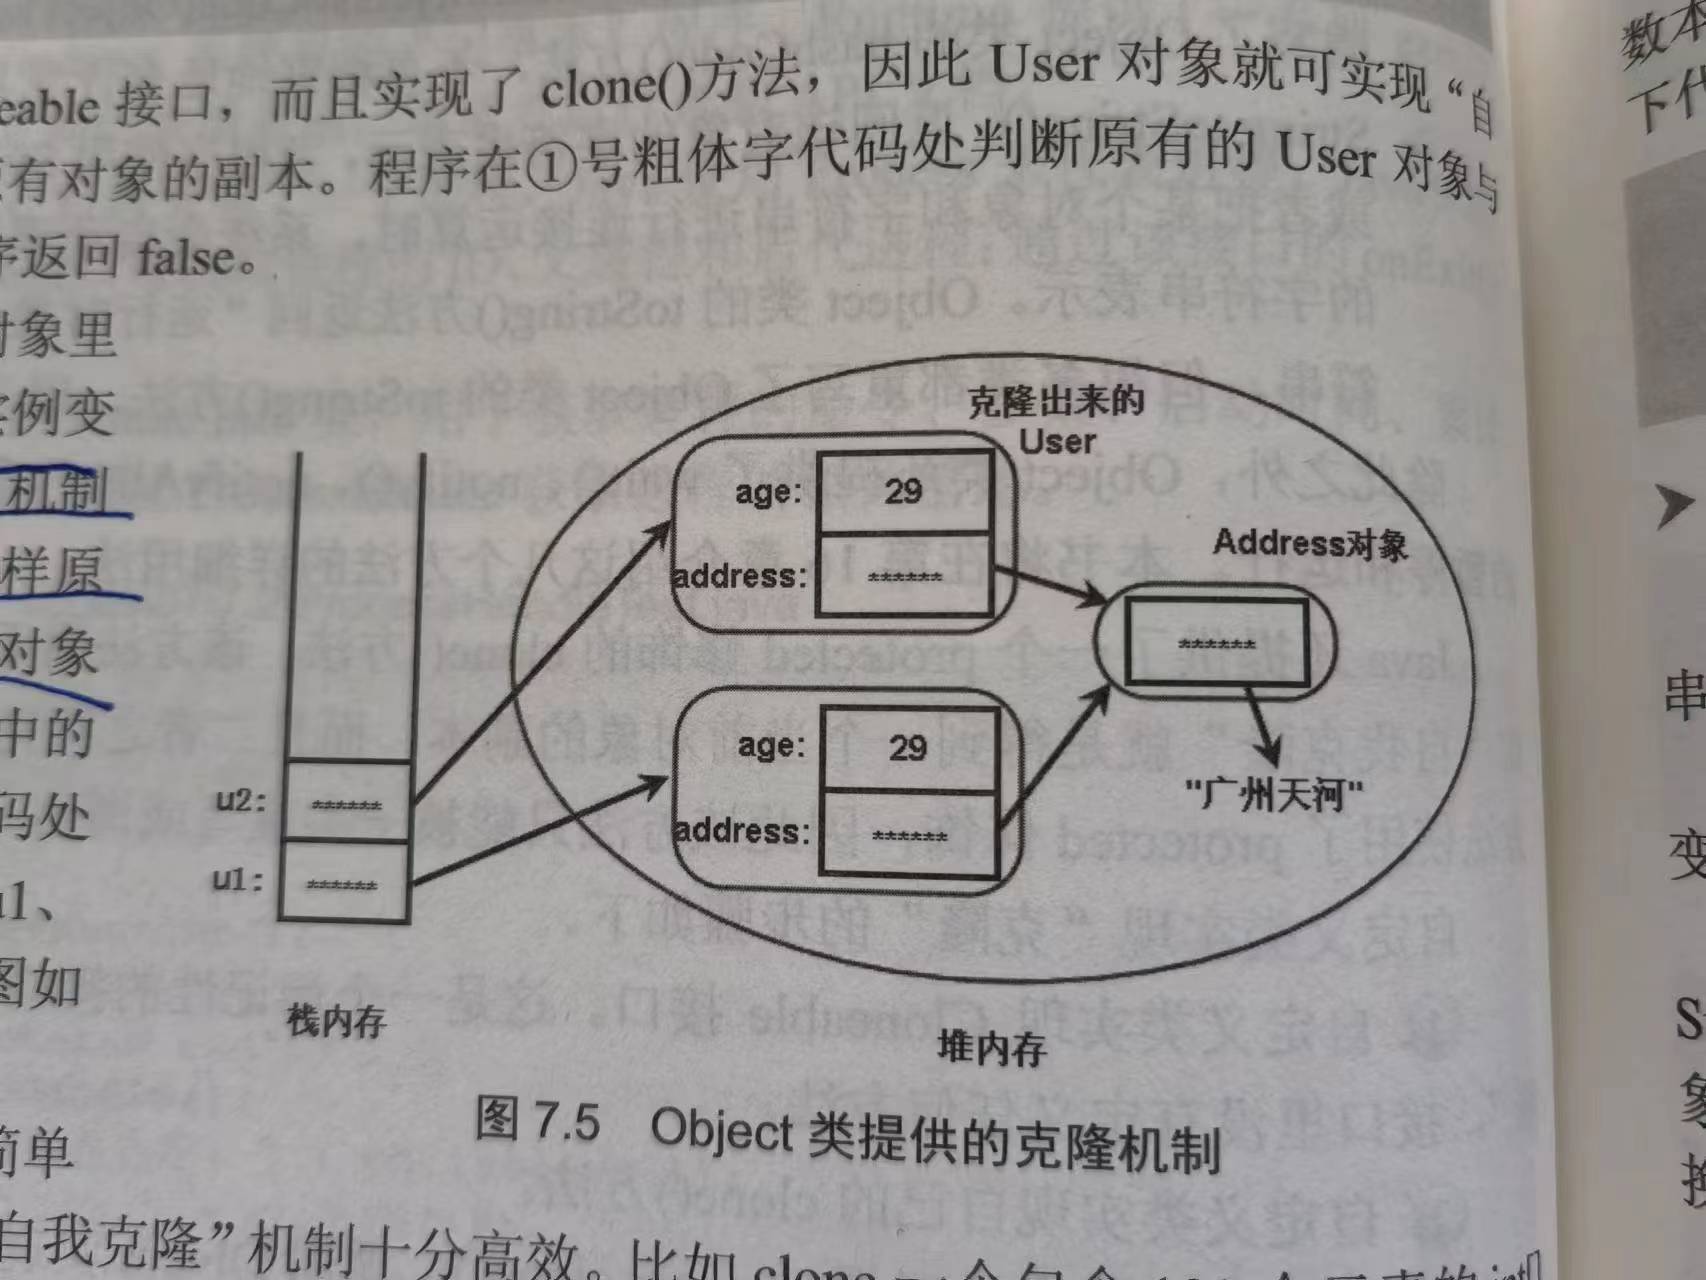 eable 接口，而且实现了 clone()方法，因此 User 对象就可实现“自
有对象的副本。程序在①号粗体字代码处判断原有的 User 对象与
序返回 false。
对象里
实例变
机制
样原
对象
中的
码处
u1、
图如
简单
克隆出来的
User
age:
29
address:
******
Address对象
******
age:
29
address:
******
"广州天河"
u2:
******
u1:
******
栈内存
堆内存
图 7.5 Object 类提供的克隆机制
自我克隆”机制十分高效。比如 clone
数本
下代
串
变
象